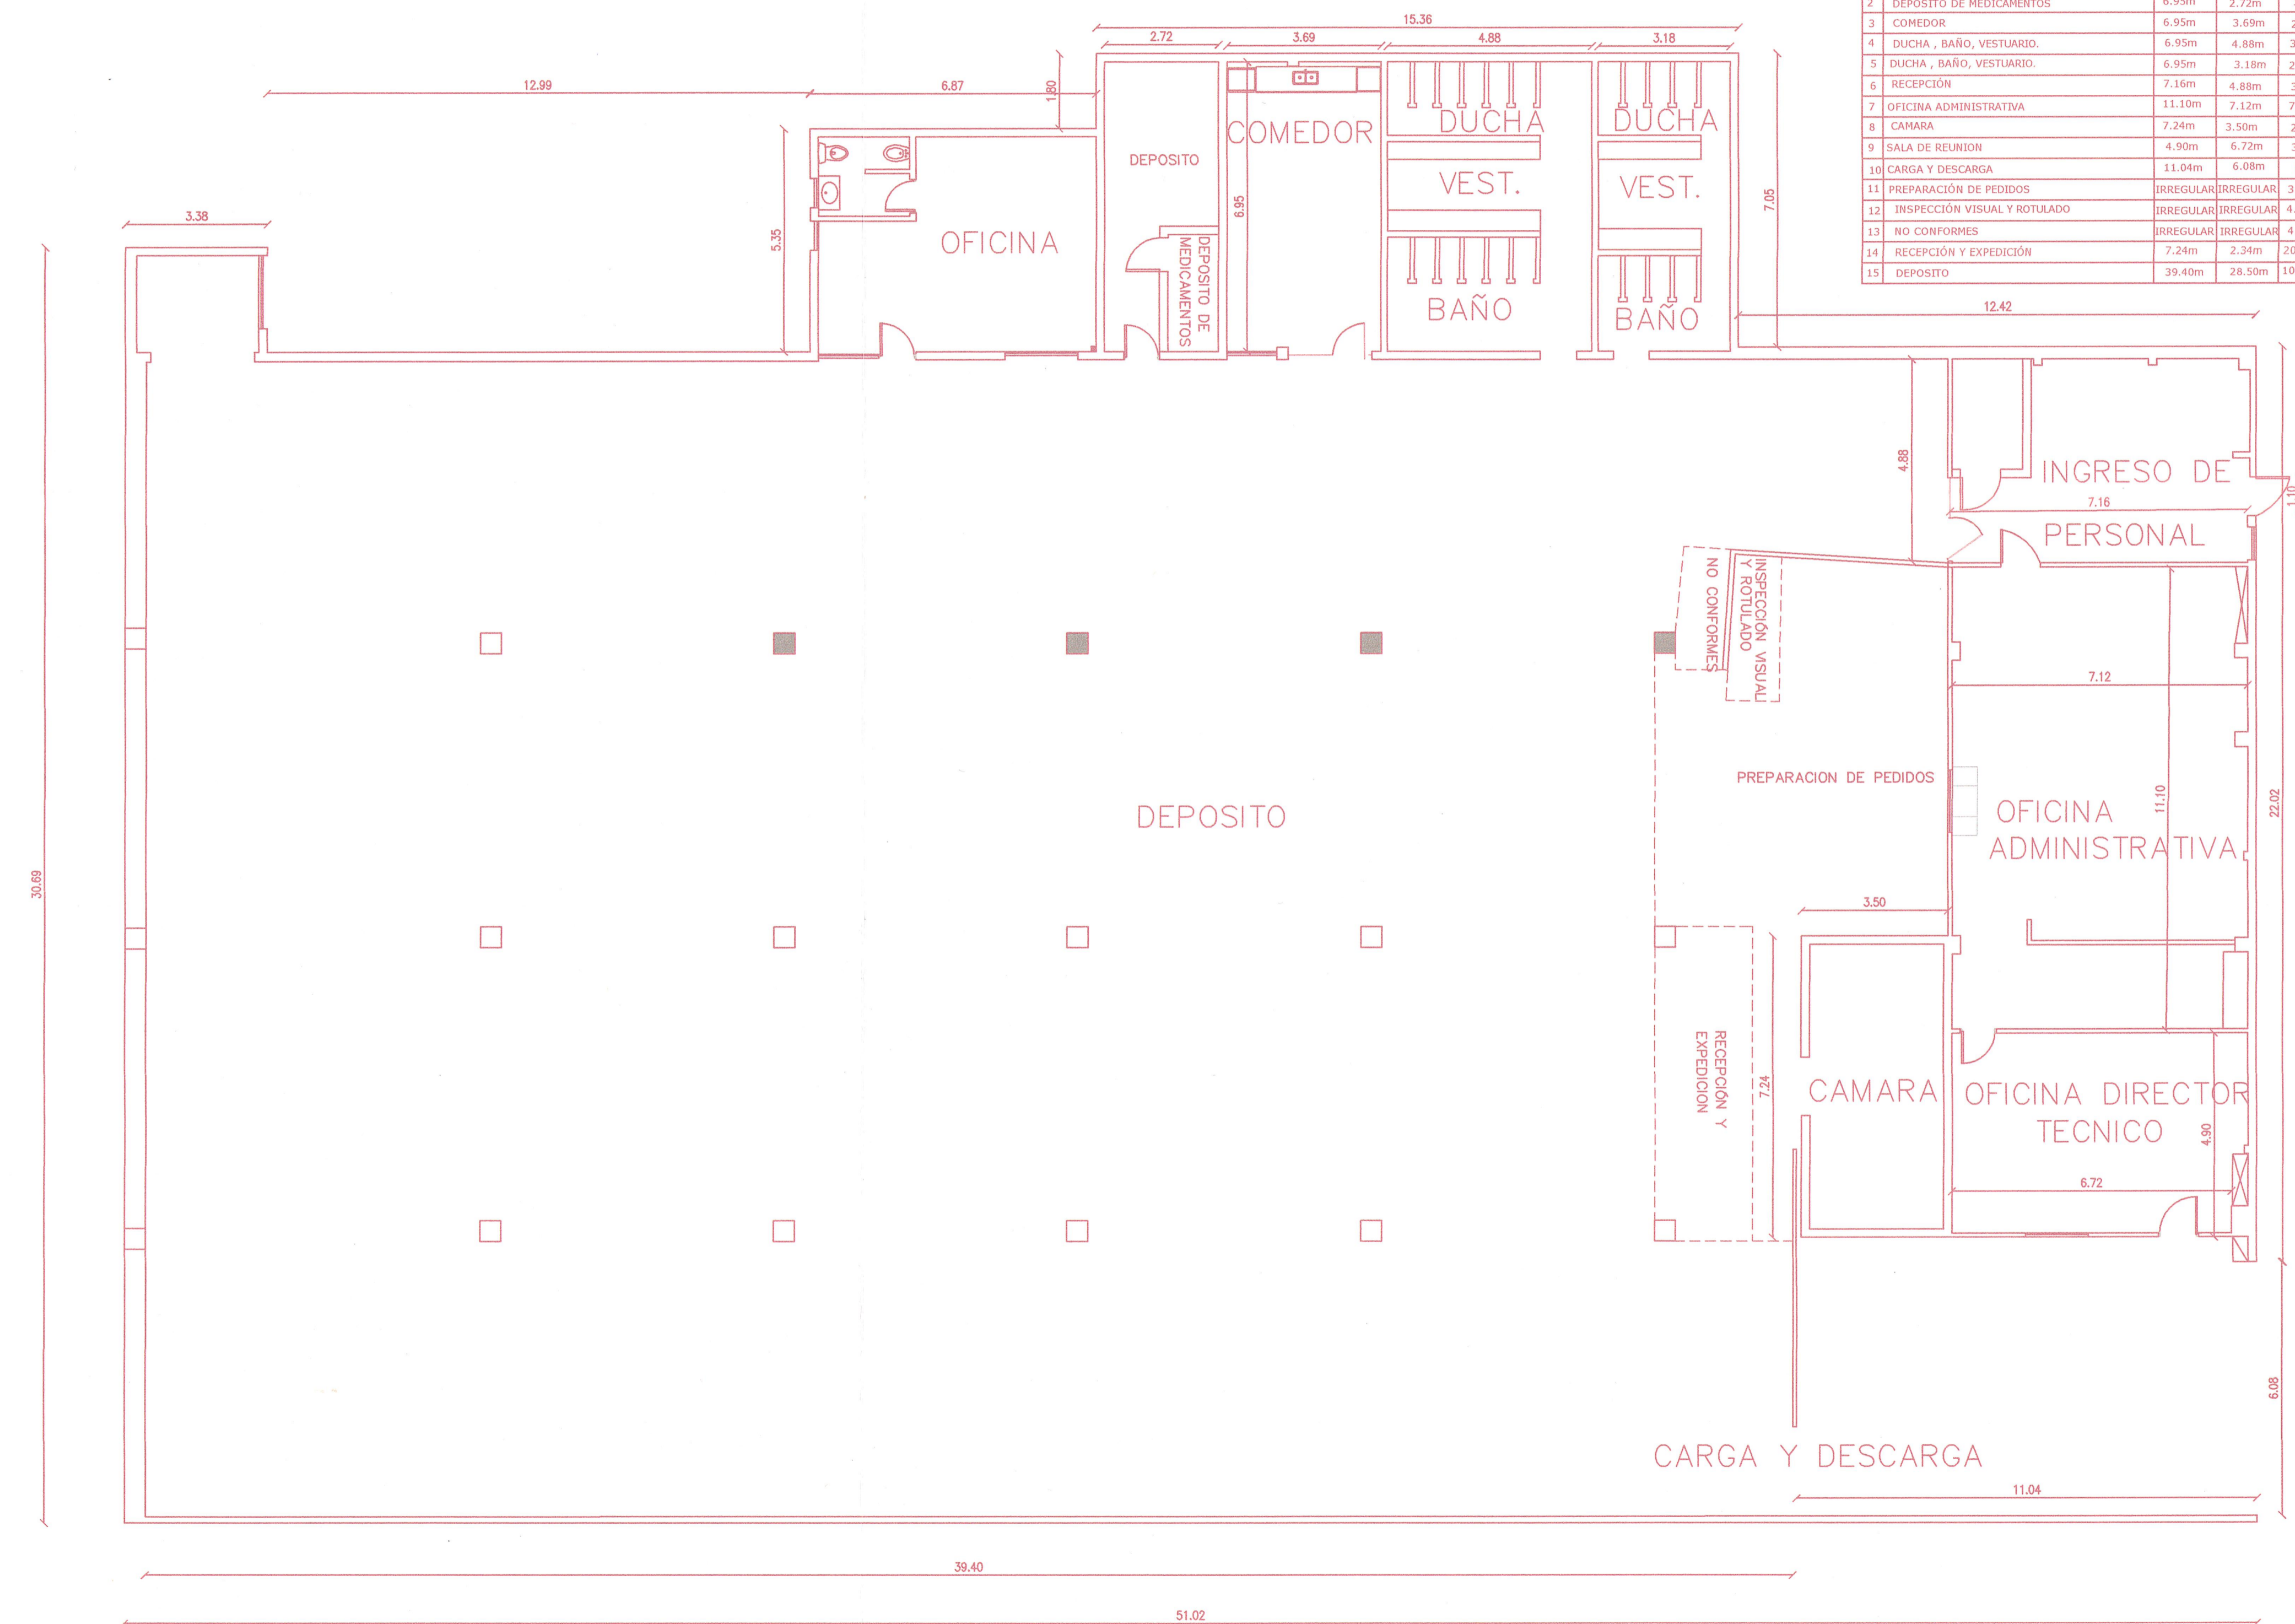 15.36
2.72
3.69
4.88
3.18
12.99
6.87
1.80
3.38
5.35
6.95
7.05
DEPOSITO
COMEDOR
DUCHA
DUCHA
VEST.
VEST.
OFICINA
DEPOSITO DE
MEDICAMENTOS
BAÑO
BAÑO
2 DEPOSITO DE MEDICAMENTOS 6.95m 2.72m
3 COMEDOR 6.95m 3.69m
4 DUCHA , BAÑO, VESTUARIO. 6.95m 4.88m
5 DUCHA , BAÑO, VESTUARIO. 6.95m 3.18m
6 RECEPCIÓN 7.16m 4.88m
7 OFICINA ADMINISTRATIVA 11.10m 7.12m
8 CAMARA 7.24m 3.50m
9 SALA DE REUNION 4.90m 6.72m
10 CARGA Y DESCARGA 11.04m 6.08m
11 PREPARACIÓN DE PEDIDOS IRREGULAR IRREGULAR
12 INSPECCIÓN VISUAL Y ROTULADO IRREGULAR IRREGULAR
13 NO CONFORMES IRREGULAR IRREGULAR
14 RECEPCIÓN Y EXPEDICIÓN 7.24m 2.34m
15 DEPOSITO 39.40m 28.50m
12.42
4.88
INGRESO DE
7.16
PERSONAL
1.10
NO CONFORMES
INSPECCIÓN VISUAL
Y ROTULADO
7.12
PREPARACION DE PEDIDOS
11.10
22.02
OFICINA
ADMINISTRATIVA
DEPOSITO
30.69
3.50
RECEPCIÓN Y
EXPEDICION
7.24
CAMARA
OFICINA DIRECTOR
TECNICO
4.90
6.72
6.08
CARGA Y DESCARGA
11.04
39.40
51.02